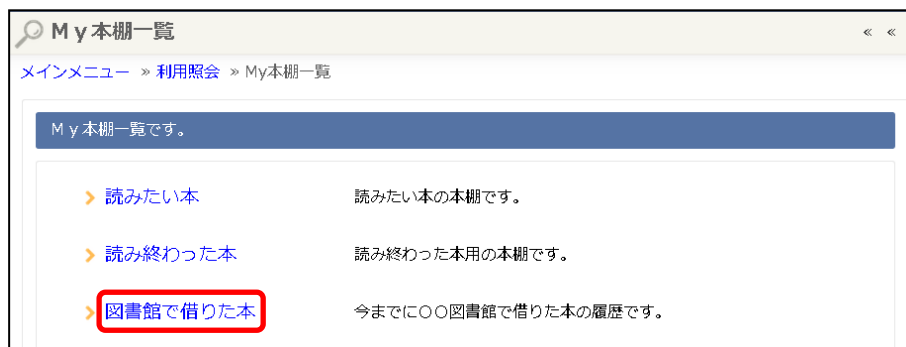 My本棚一覧 « «
メインメニュー » 利用照会 » My本棚一覧
My本棚一覧です。
読みたい本 読みたい本の本棚です。
読み終わった本 読み終わった本用の本棚です。
図書館で借りた本 今までに〇〇図書館で借りた本の履歴です。